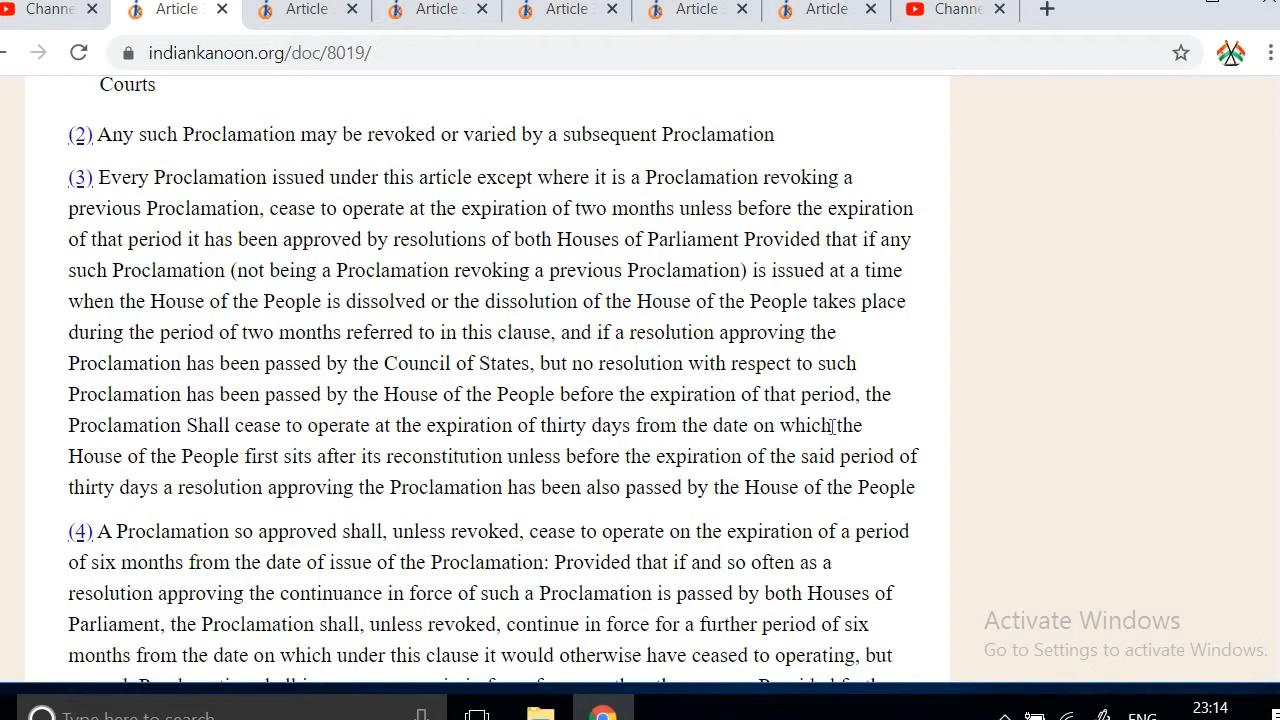 Channe
Article
Article
Article
Article
Article
Article
Channe
indiankanoon.org/doc/8019/
Courts
(2) Any such Proclamation may be revoked or varied by a subsequent Proclamation
(3) Every Proclamation issued under this article except where it is a Proclamation revoking a
previous Proclamation, cease to operate at the expiration of two months unless before the expiration
of that period it has been approved by resolutions of both Houses of Parliament Provided that if any
such Proclamation (not being a Proclamation revoking a previous Proclamation) is issued at a time
when the House of the People is dissolved or the dissolution of the House of the People takes place
during the period of two months referred to in this clause, and if a resolution approving the
Proclamation has been passed by the Council of States, but no resolution with respect to such
Proclamation has been passed by the House of the People before the expiration of that period, the
Proclamation Shall cease to operate at the expiration of thirty days from the date on which the
House of the People first sits after its reconstitution unless before the expiration of the said period of
thirty days a resolution approving the Proclamation has been also passed by the House of the People
(4) A Proclamation so approved shall, unless revoked, cease to operate on the expiration of a period
of six months from the date of issue of the Proclamation: Provided that if and so often as a
resolution approving the continuance in force of such a Proclamation is passed by both Houses of
Parliament, the Proclamation shall, unless revoked, continue in force for a further period of six
months from the date on which under this clause it would otherwise have ceased to operating, but
Activate Windows
Go to Settings to activate Windows.
Type here to search
ENG
23:14